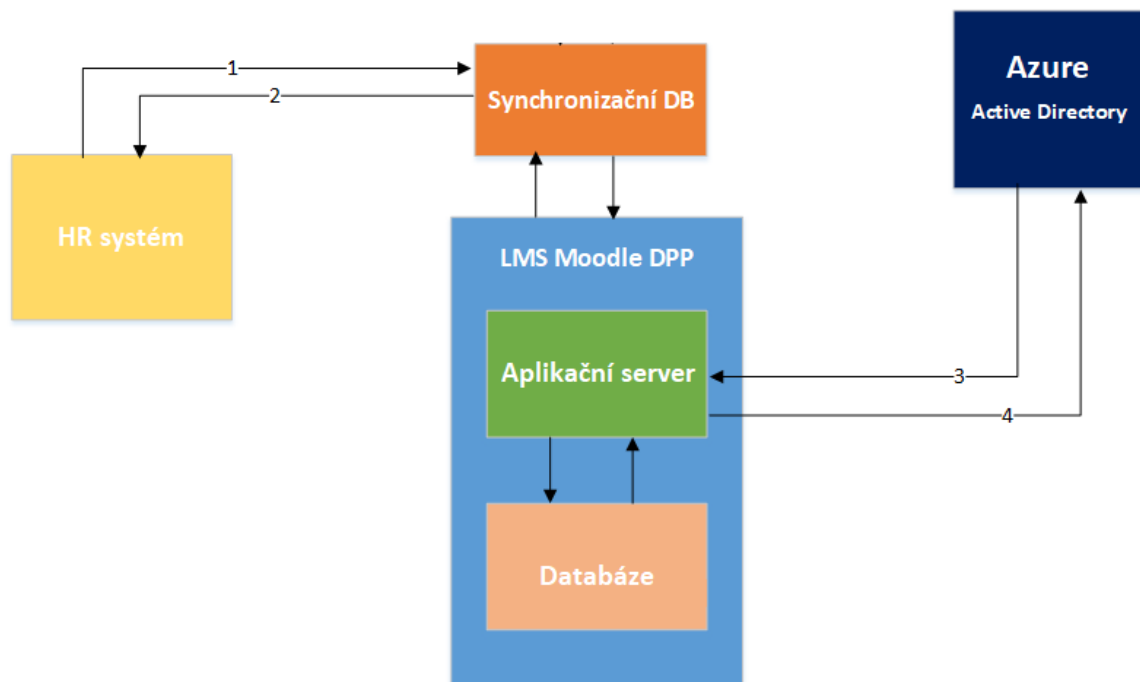 1
2
Synchronizační DB
Azure
Active Directory
HR systém
LMS Moodle DPP
Aplikační server
3
4
Databáze